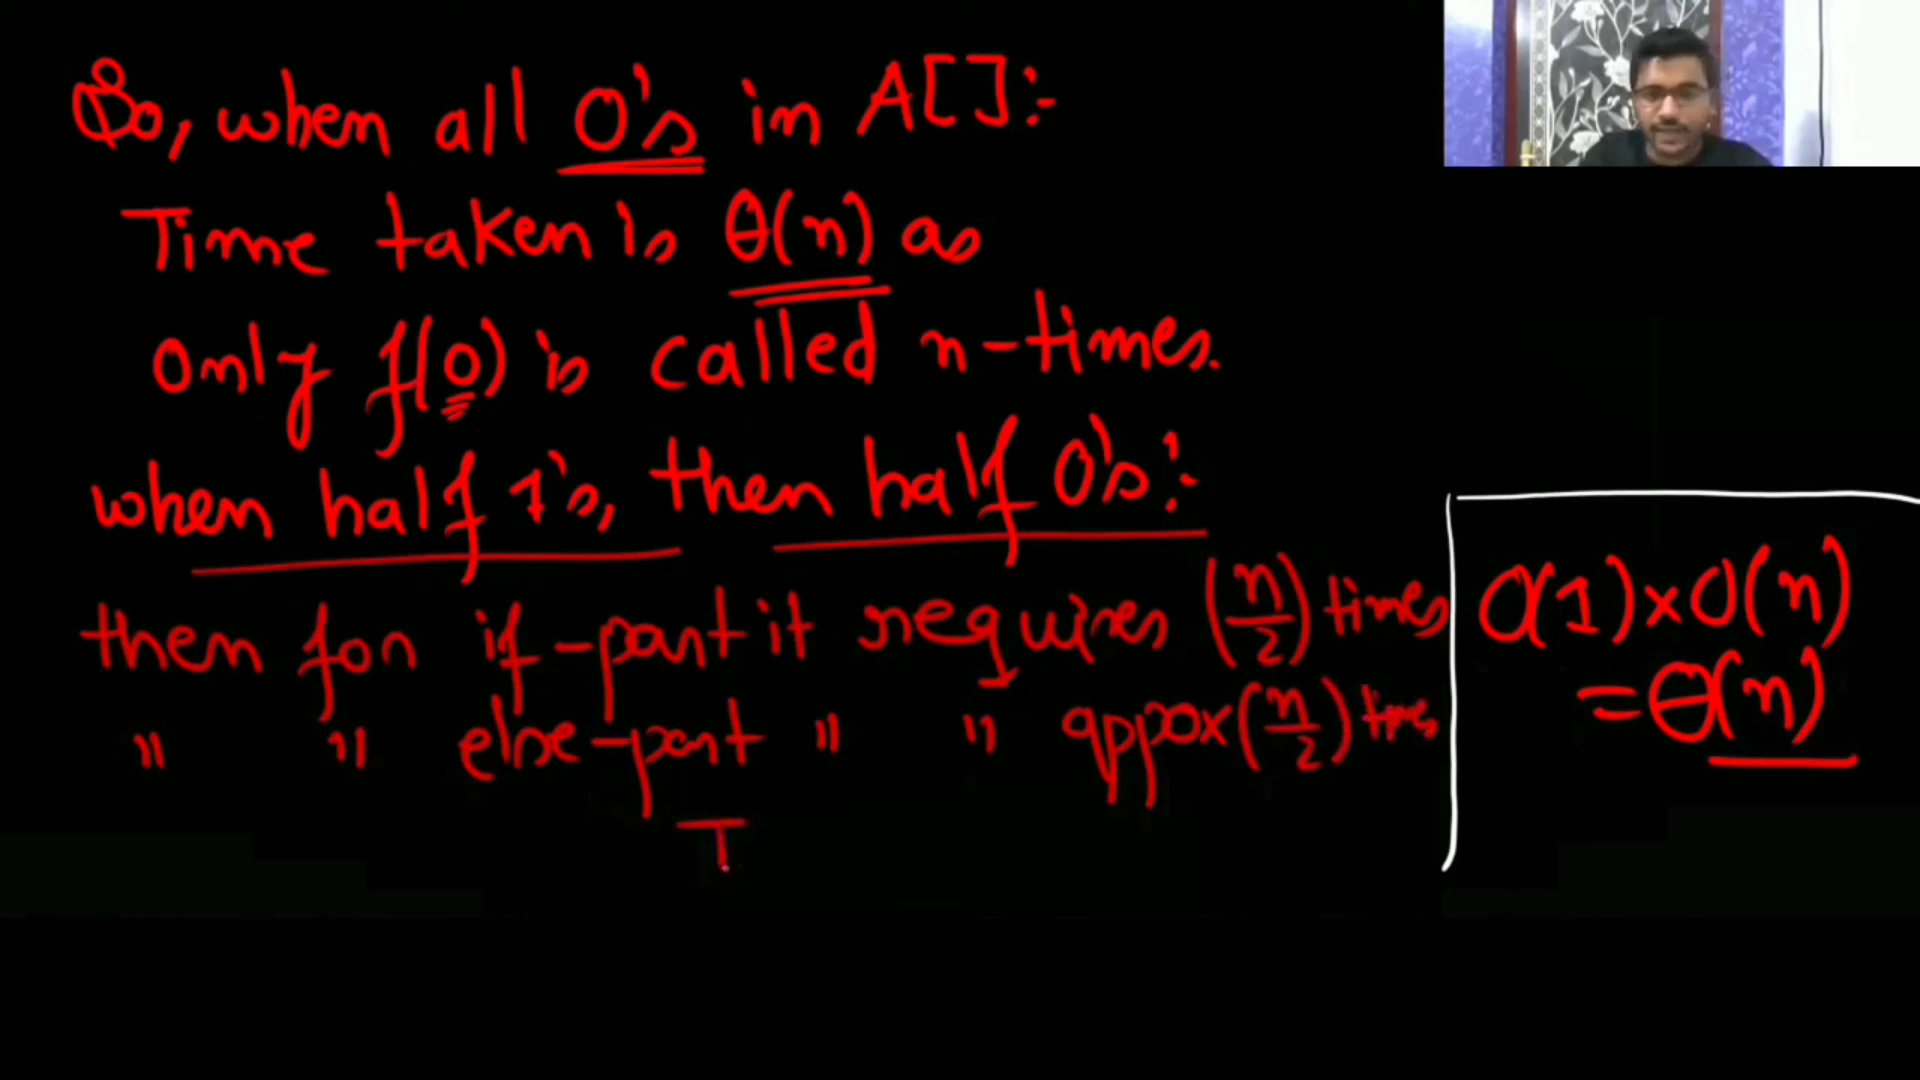 So, when all 0's in A[]:-
Time taken is θ(n) as
only f(0) is called n-times.
when half 1's, then half 0's:-
then for if-part it requires (n/2) times
" " else-part " " appox (n/2) times
T
O(1)×O(n)
=θ(n)